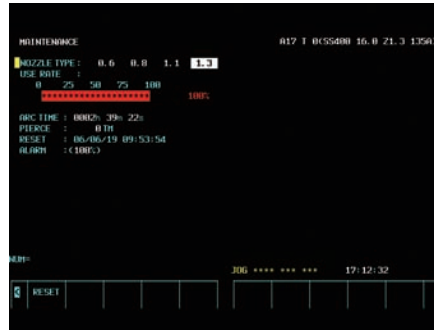 MAINTENANCE A17 T 0(SS400 16.0 Z1.3 135A)
NOZZLE TYPE : 0.6 0.8 1.1 1.3
USE RATE :
0 25 50 75 100
100%
ARC TIME : 0002h 39m 22s
PIERCE : 0 TM
RESET : 06/06/19 09:53:54
ALARM :(100%)
NUM=
JOG **** *** *** 17:12:32
< RESET